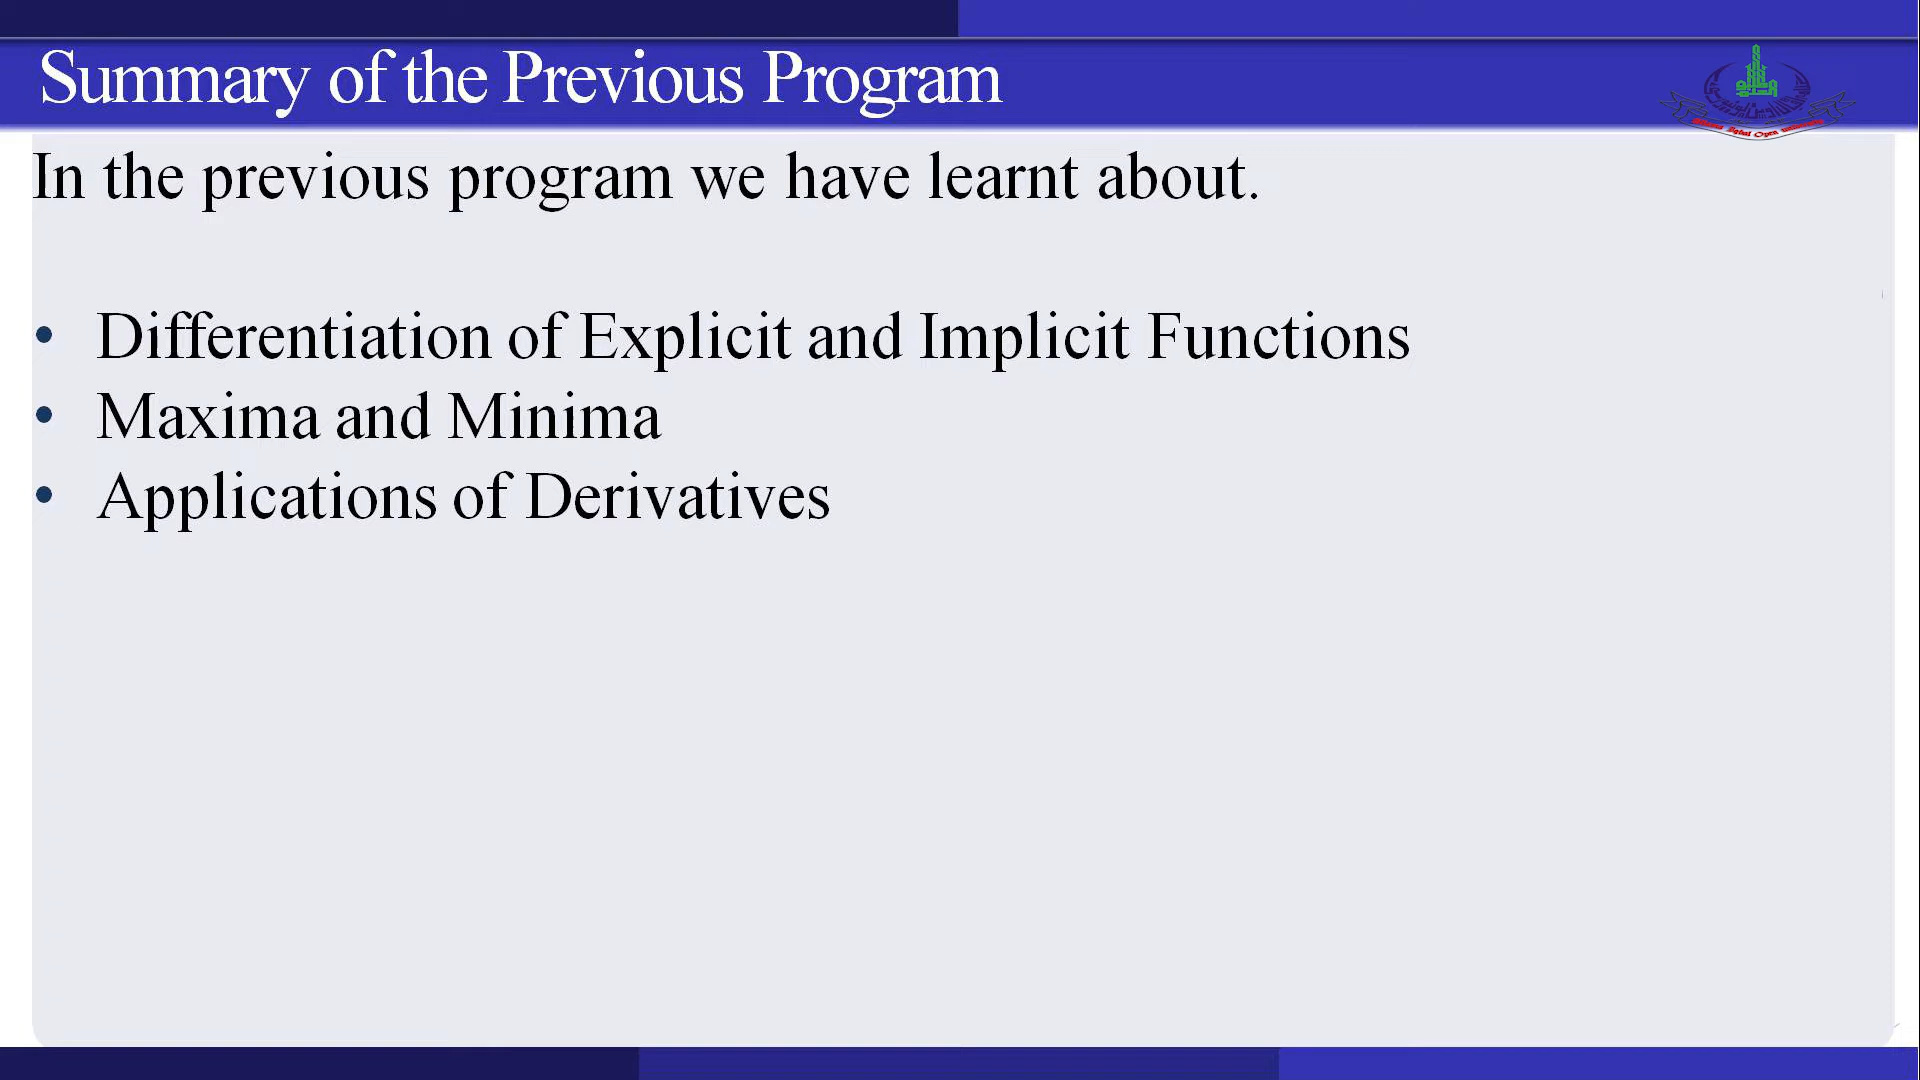 Summary of the Previous Program
In the previous program we have learnt about.
• Differentiation of Explicit and Implicit Functions
• Maxima and Minima
• Applications of Derivatives